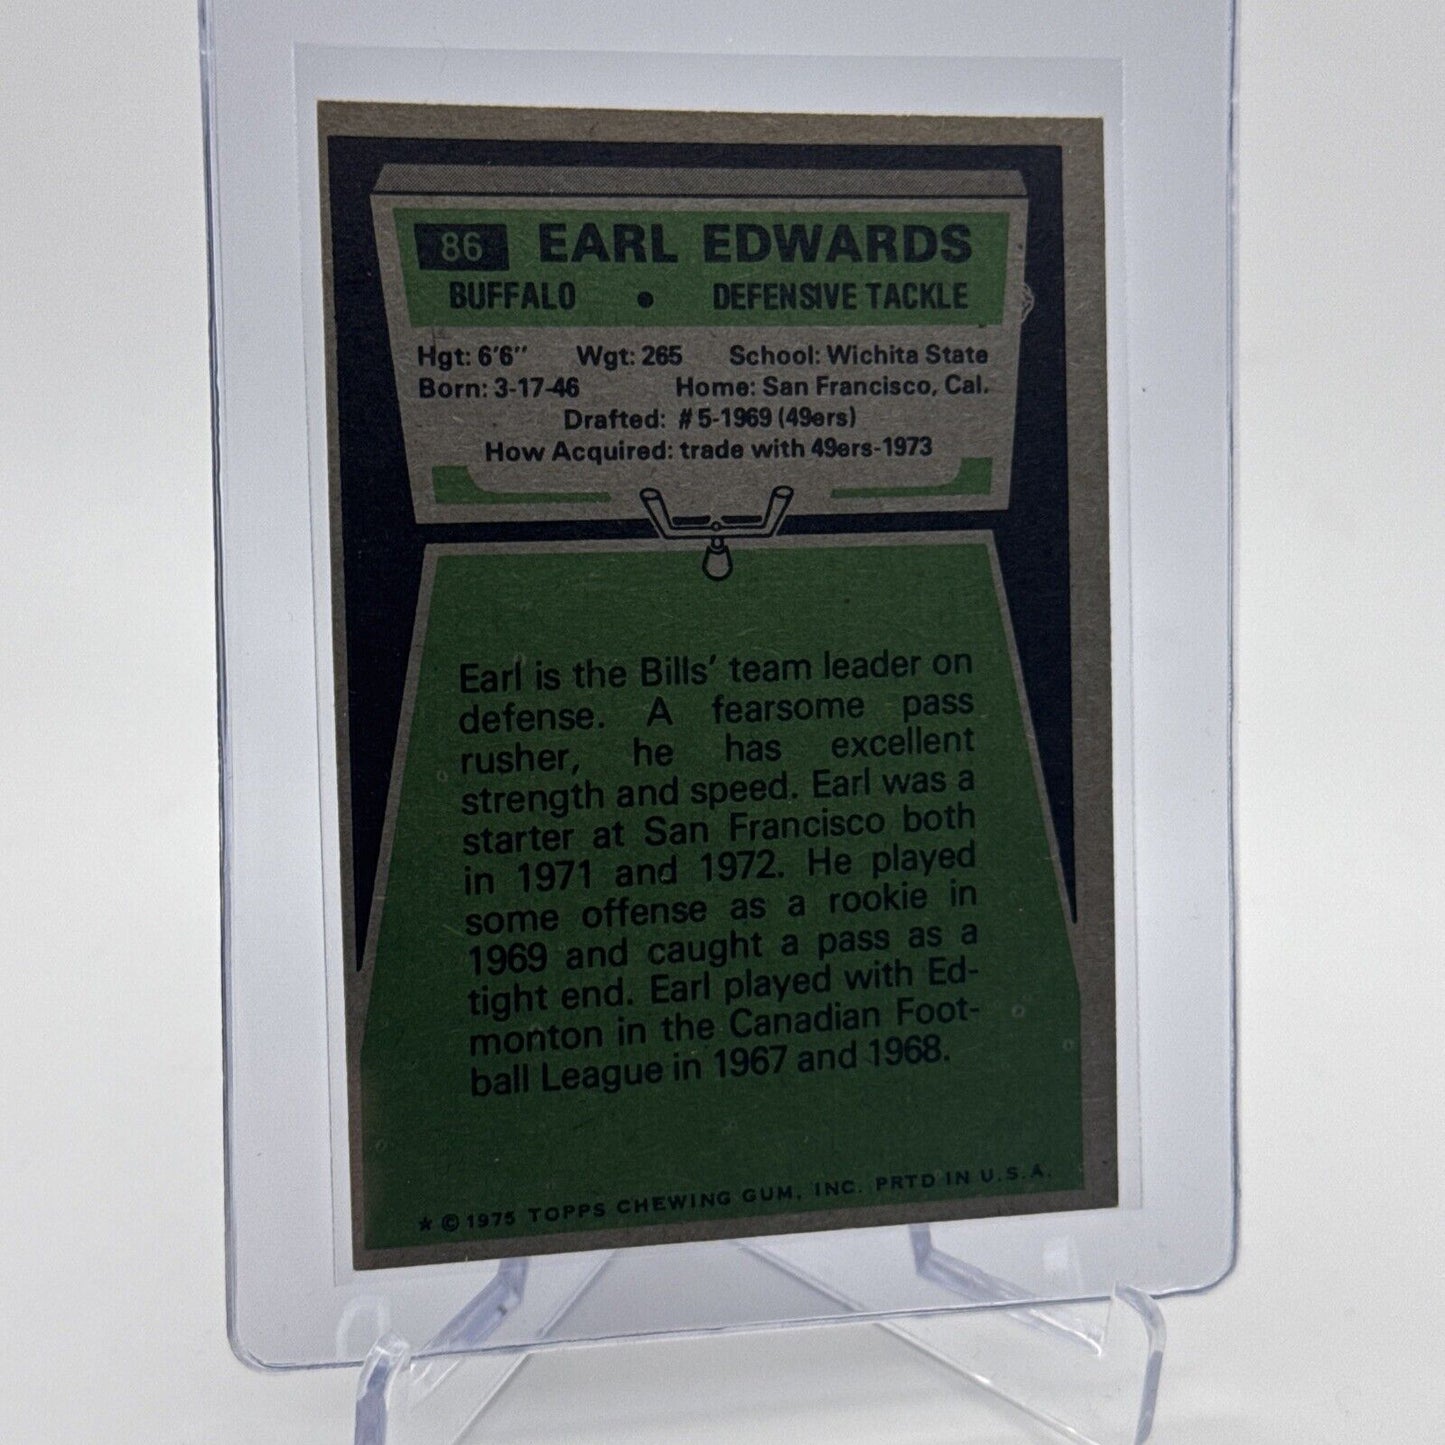 86 EARL EDWARDS
BUFFALO • DEFENSIVE TACKLE
Hgt: 6'6" Wgt: 265 School: Wichita State
Born: 3-17-46 Home: San Francisco, Cal.
Drafted: #5-1969 (49ers)
How Acquired: trade with 49ers-1973
Earl is the Bills' team leader on
defense. A fearsome pass
rusher, he has excellent
strength and speed. Earl was a
starter at San Francisco both
in 1971 and 1972. He played
some offense as a rookie in
1969 and caught a pass as a
tight end. Earl played with Ed-
monton in the Canadian Foot-
ball League in 1967 and 1968.
★ © 1975 TOPPS CHEWING GUM, INC. PRTD IN U.S.A.